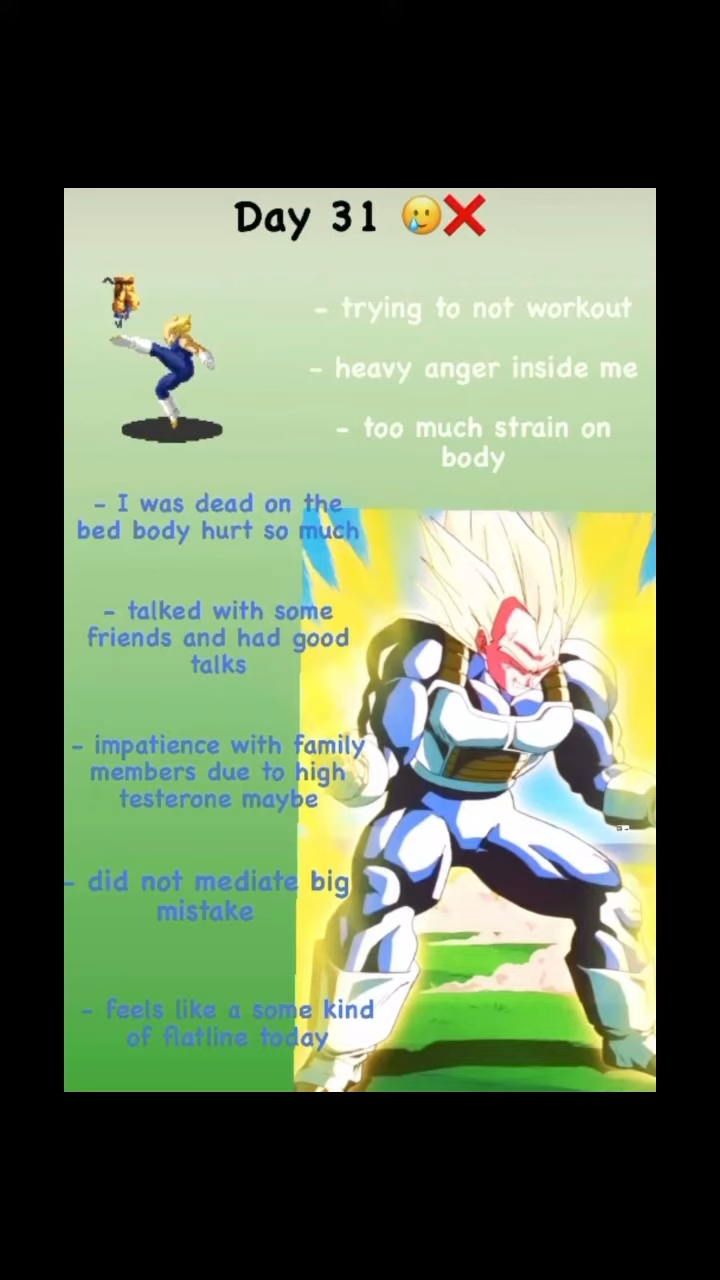 Day 31 🥲❌
- trying to not workout
- heavy anger inside me
- too much strain on
body
- I was dead on the
bed body hurt so much
- talked with some
friends and had good
talks
- impatience with family
members due to high
testerone maybe
- did not mediate big
mistake
- feels like a some kind
of flatline today